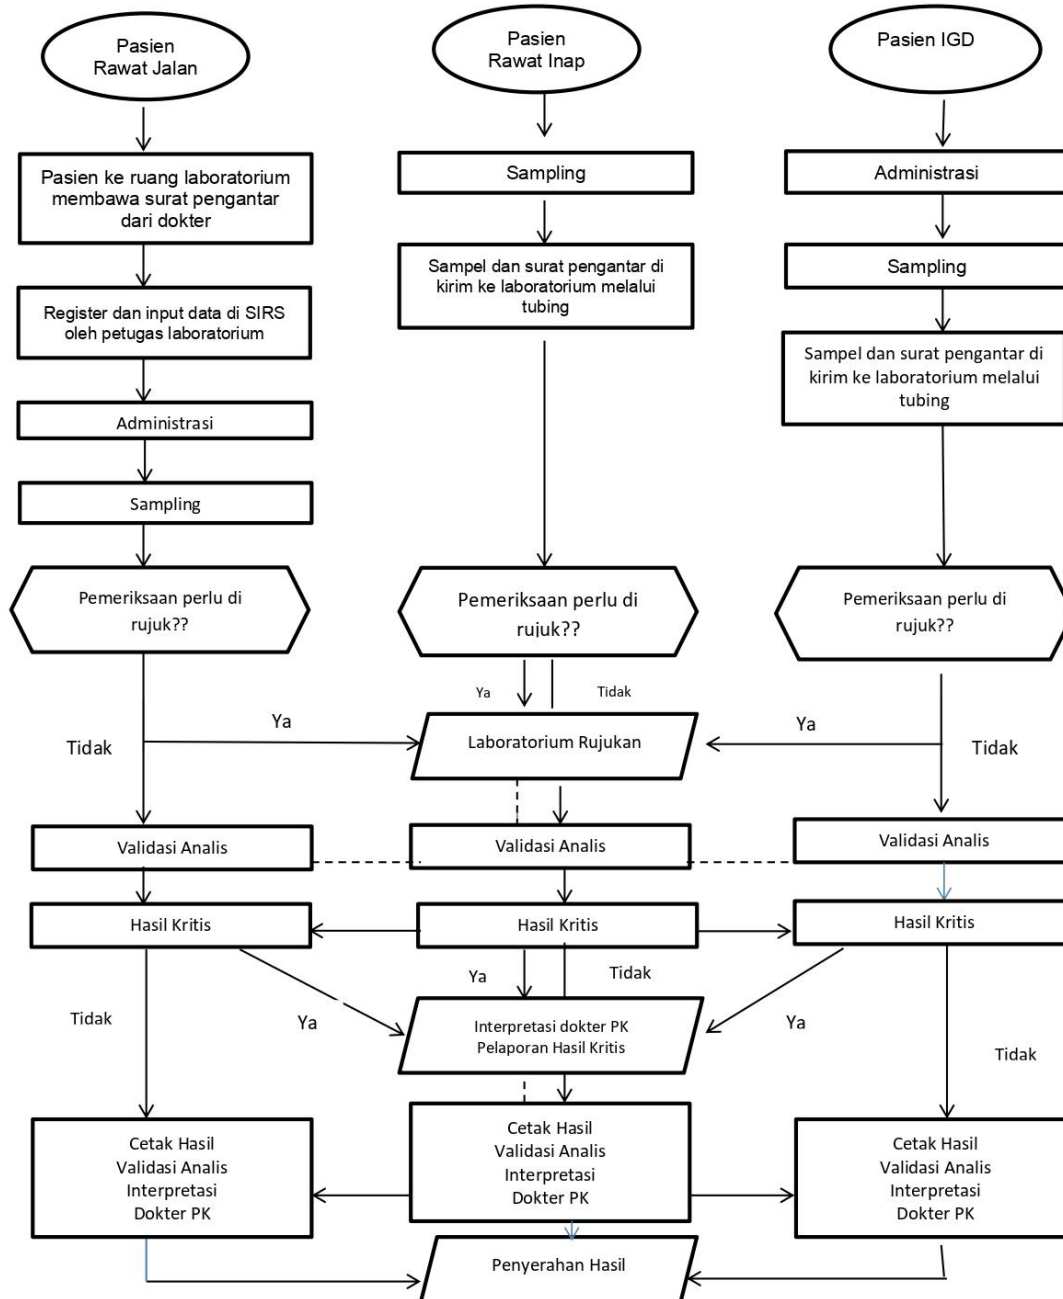 Pasien
Rawat Jalan
Pasien
Rawat Inap
Pasien IGD
Pasien ke ruang laboratorium
membawa surat pengantar
dari dokter
Sampling
Administrasi
Sampel dan surat pengantar di
kirim ke laboratorium melalui
tubing
Sampling
Register dan input data di SIRS
oleh petugas laboratorium
Sampel dan surat pengantar di
kirim ke laboratorium melalui
tubing
Administrasi
Sampling
Pemeriksaan perlu di
rujuk??
Pemeriksaan perlu di
rujuk??
Pemeriksaan perlu di
rujuk??
Ya
Tidak
Ya
Ya
Tidak
Laboratorium Rujukan
Tidak
Validasi Analis
Validasi Analis
Validasi Analis
Hasil Kritis
Hasil Kritis
Hasil Kritis
Ya
Tidak
Tidak
Ya
Ya
Interpretasi dokter PK
Pelaporan Hasil Kritis
Tidak
Cetak Hasil
Validasi Analis
Interpretasi
Dokter PK
Cetak Hasil
Validasi Analis
Interpretasi
Dokter PK
Cetak Hasil
Validasi Analis
Interpretasi
Dokter PK
Penyerahan Hasil